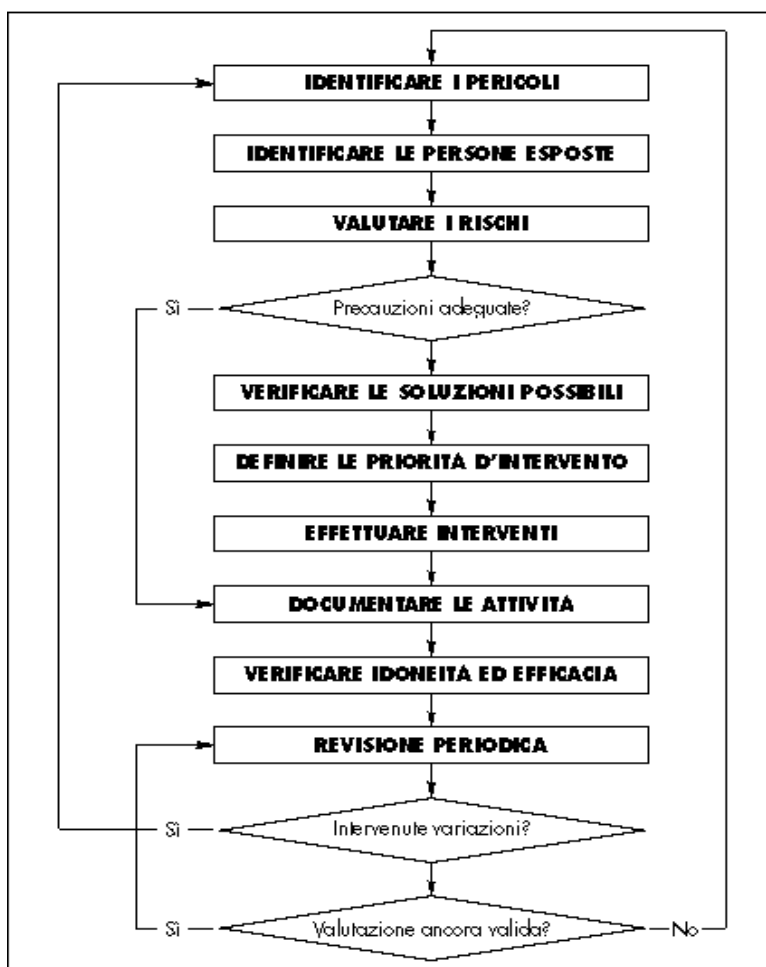 IDENTIFICARE I PERICOLI
IDENTIFICARE LE PERSONE ESPOSTE
VALUTARE I RISCHI
Sì
Precauzioni adeguate?
VERIFICARE LE SOLUZIONI POSSIBILI
DEFINIRE LE PRIORITÀ D'INTERVENTO
EFFETTUARE INTERVENTI
DOCUMENTARE LE ATTIVITÀ
VERIFICARE IDONEITÀ ED EFFICACIA
REVISIONE PERIODICA
Sì
Intervenute variazioni?
Sì
Valutazione ancora valida?
No